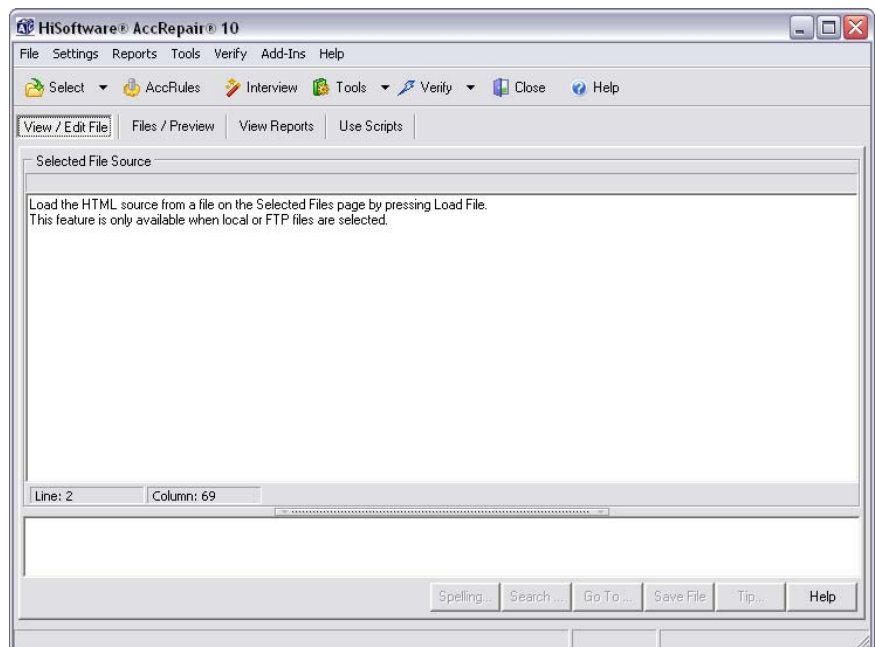 HiSoftware® AccRepair® 10
File Settings Reports Tools Verify Add-Ins Help
Select AccRules Interview Tools Verify Close Help
View / Edit File Files / Preview View Reports Use Scripts
Selected File Source
Load the HTML source from a file on the Selected Files page by pressing Load File.
This feature is only available when local or FTP files are selected.
Line: 2 Column: 69
Spelling... Search ... Go To ... Save File Tip... Help